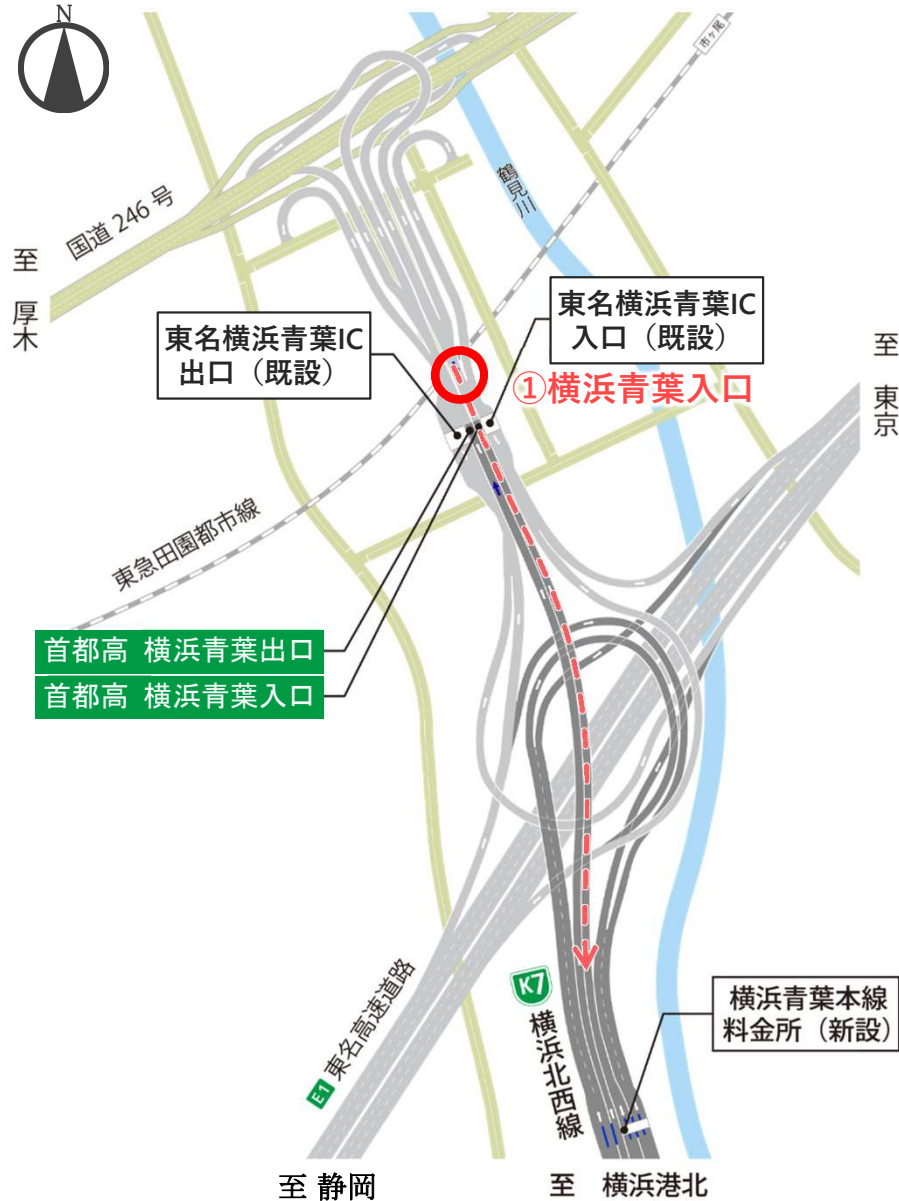 N
市ヶ尾
鶴見川
国道 246 号
至 厚木
東名横浜青葉IC
出口（既設）
東名横浜青葉IC
入口（既設）
①横浜青葉入口
至 東京
東急田園都市線
首都高 横浜青葉出口
首都高 横浜青葉入口
K7
横浜北西線
横浜青葉本線
料金所（新設）
E1 東名高速道路
至 静岡
至 横浜港北